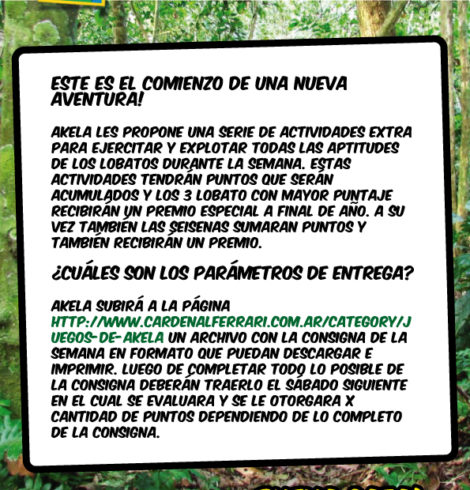 ESTE ES EL COMIENZO DE UNA NUEVA
AVENTURA!
AKELA LES PROPONE UNA SERIE DE ACTIVIDADES EXTRA
PARA EJERCITAR Y EXPLOTAR TODAS LAS APTITUDES
DE LOS LOBATOS DURANTE LA SEMANA. ESTAS
ACTIVIDADES TENDRÁN PUNTOS QUE SERÁN
ACUMULADOS Y LOS 3 LOBATO CON MAYOR PUNTAJE
RECIBIRÁN UN PREMIO ESPECIAL A FINAL DE AÑO. A SU
VEZ TAMBIÉN LAS SEISENAS SUMARAN PUNTOS Y
TAMBIÉN RECIBIRÁN UN PREMIO.
¿CUÁLES SON LOS PARÁMETROS DE ENTREGA?
AKELA SUBIRÁ A LA PÁGINA
HTTP://WWW.CARDENALFERRARI.COM.AR/CATEGORY/J
UEGOS-DE-AKELA UN ARCHIVO CON LA CONSIGNA DE LA
SEMANA EN FORMATO QUE PUEDAN DESCARGAR E
IMPRIMIR. LUEGO DE COMPLETAR TODO LO POSIBLE DE
LA CONSIGNA DEBERÁN TRAERLO EL SÁBADO SIGUIENTE
EN EL CUAL SE EVALUARA Y SE LE OTORGARA X
CANTIDAD DE PUNTOS DEPENDIENDO DE LO COMPLETO
DE LA CONSIGNA.